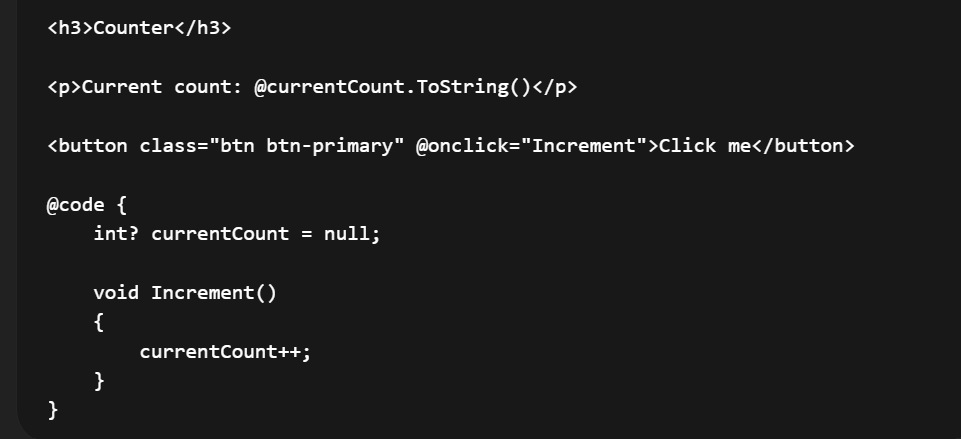 <h3>Counter</h3>
<p>Current count: @currentCount.ToString()</p>
<button class="btn btn-primary" @onclick="Increment">Click me</button>
@code {
    int? currentCount = null;
    void Increment()
    {
        currentCount++;
    }
}